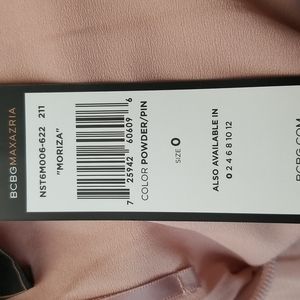 BCBGMAXAZRIA
NST6M006-622 211
"MORIZA"
7 25942 60609 6
COLOR POWDER/PIN
SIZE 0
ALSO AVAILABLE IN
0 2 4 6 8 10 12
BCBG.COM